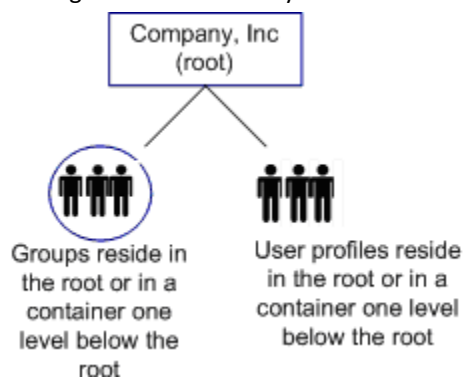 Company, Inc
(root)
Groups reside in
the root or in a
container one
level below the
root
User profiles reside
in the root or in a
container one level
below the root